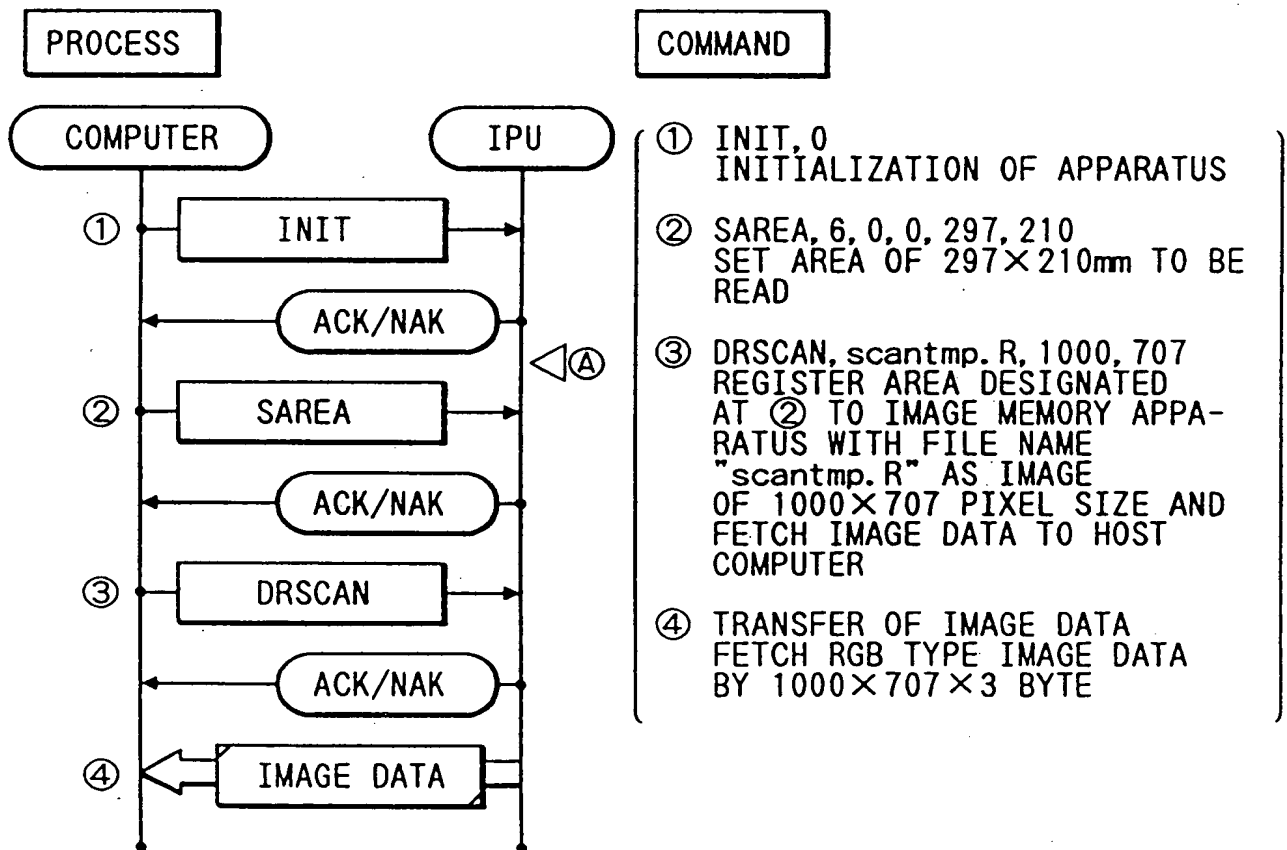 PROCESS
COMPUTER
IPU
① INIT
ACK/NAK
Ⓐ
② SAREA
ACK/NAK
③ DRSCAN
ACK/NAK
④ IMAGE DATA
COMMAND
① INIT, 0
INITIALIZATION OF APPARATUS
② SAREA, 6, 0, 0, 297, 210
SET AREA OF 297×210mm TO BE
READ
③ DRSCAN, scantmp. R, 1000, 707
REGISTER AREA DESIGNATED
AT ② TO IMAGE MEMORY APPA-
RATUS WITH FILE NAME
"scantmp. R" AS IMAGE
OF 1000×707 PIXEL SIZE AND
FETCH IMAGE DATA TO HOST
COMPUTER
④ TRANSFER OF IMAGE DATA
FETCH RGB TYPE IMAGE DATA
BY 1000×707×3 BYTE